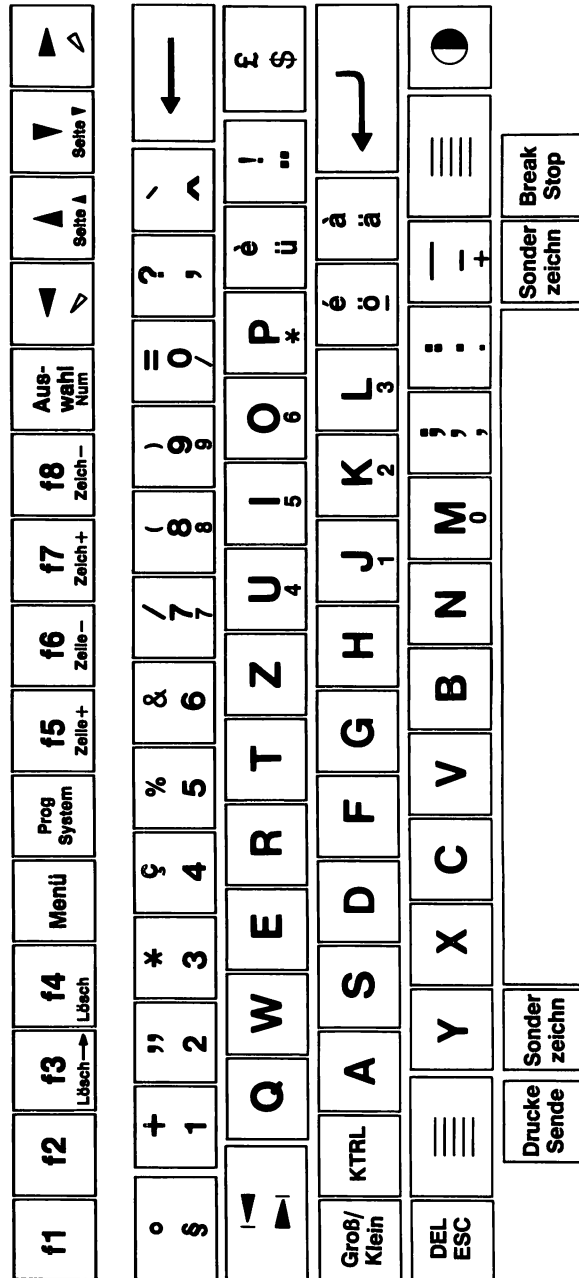 f1
f2
f3
Lösch→
f4
Lösch
Menü
Prog
System
f5
Zeile+
f6
Zeile−
f7
Zeich+
f8
Zeich−
Aus-
wahl
Num
Seite ▲
Seite ▼
°
§
+
1
"
2
*
3
ç
4
%
5
&
6
/
7
7
(
8
8
)
9
9
=
0
/
?
'
`
^
Q
W
E
R
T
Z
U
4
I
5
O
6
P
*
è
ü
!
¨
£
$
Groß/
Klein
KTRL
A
S
D
F
G
H
J
1
K
2
L
3
é
ö
−
à
ä
DEL
ESC
Y
X
C
V
B
N
M
0
;
,
,
:
.
.
_
-
+
Drucke
Sende
Sonder
zeichn
Sonder
zeichn
Break
Stop